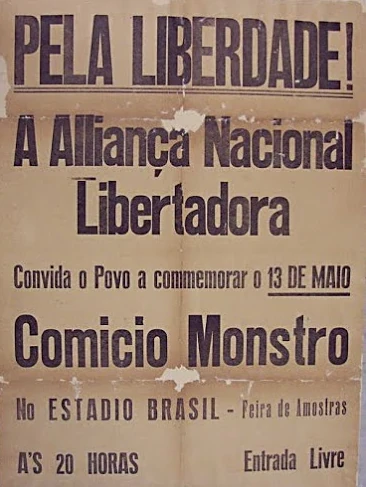 PELA LIBERDADE!
A Alliança Nacional
Libertadora
Convida o Povo a commemorar o 13 DE MAIO
Comicio Monstro
No ESTADIO BRASIL - Feira de Amostras
A'S 20 HORAS Entrada Livre